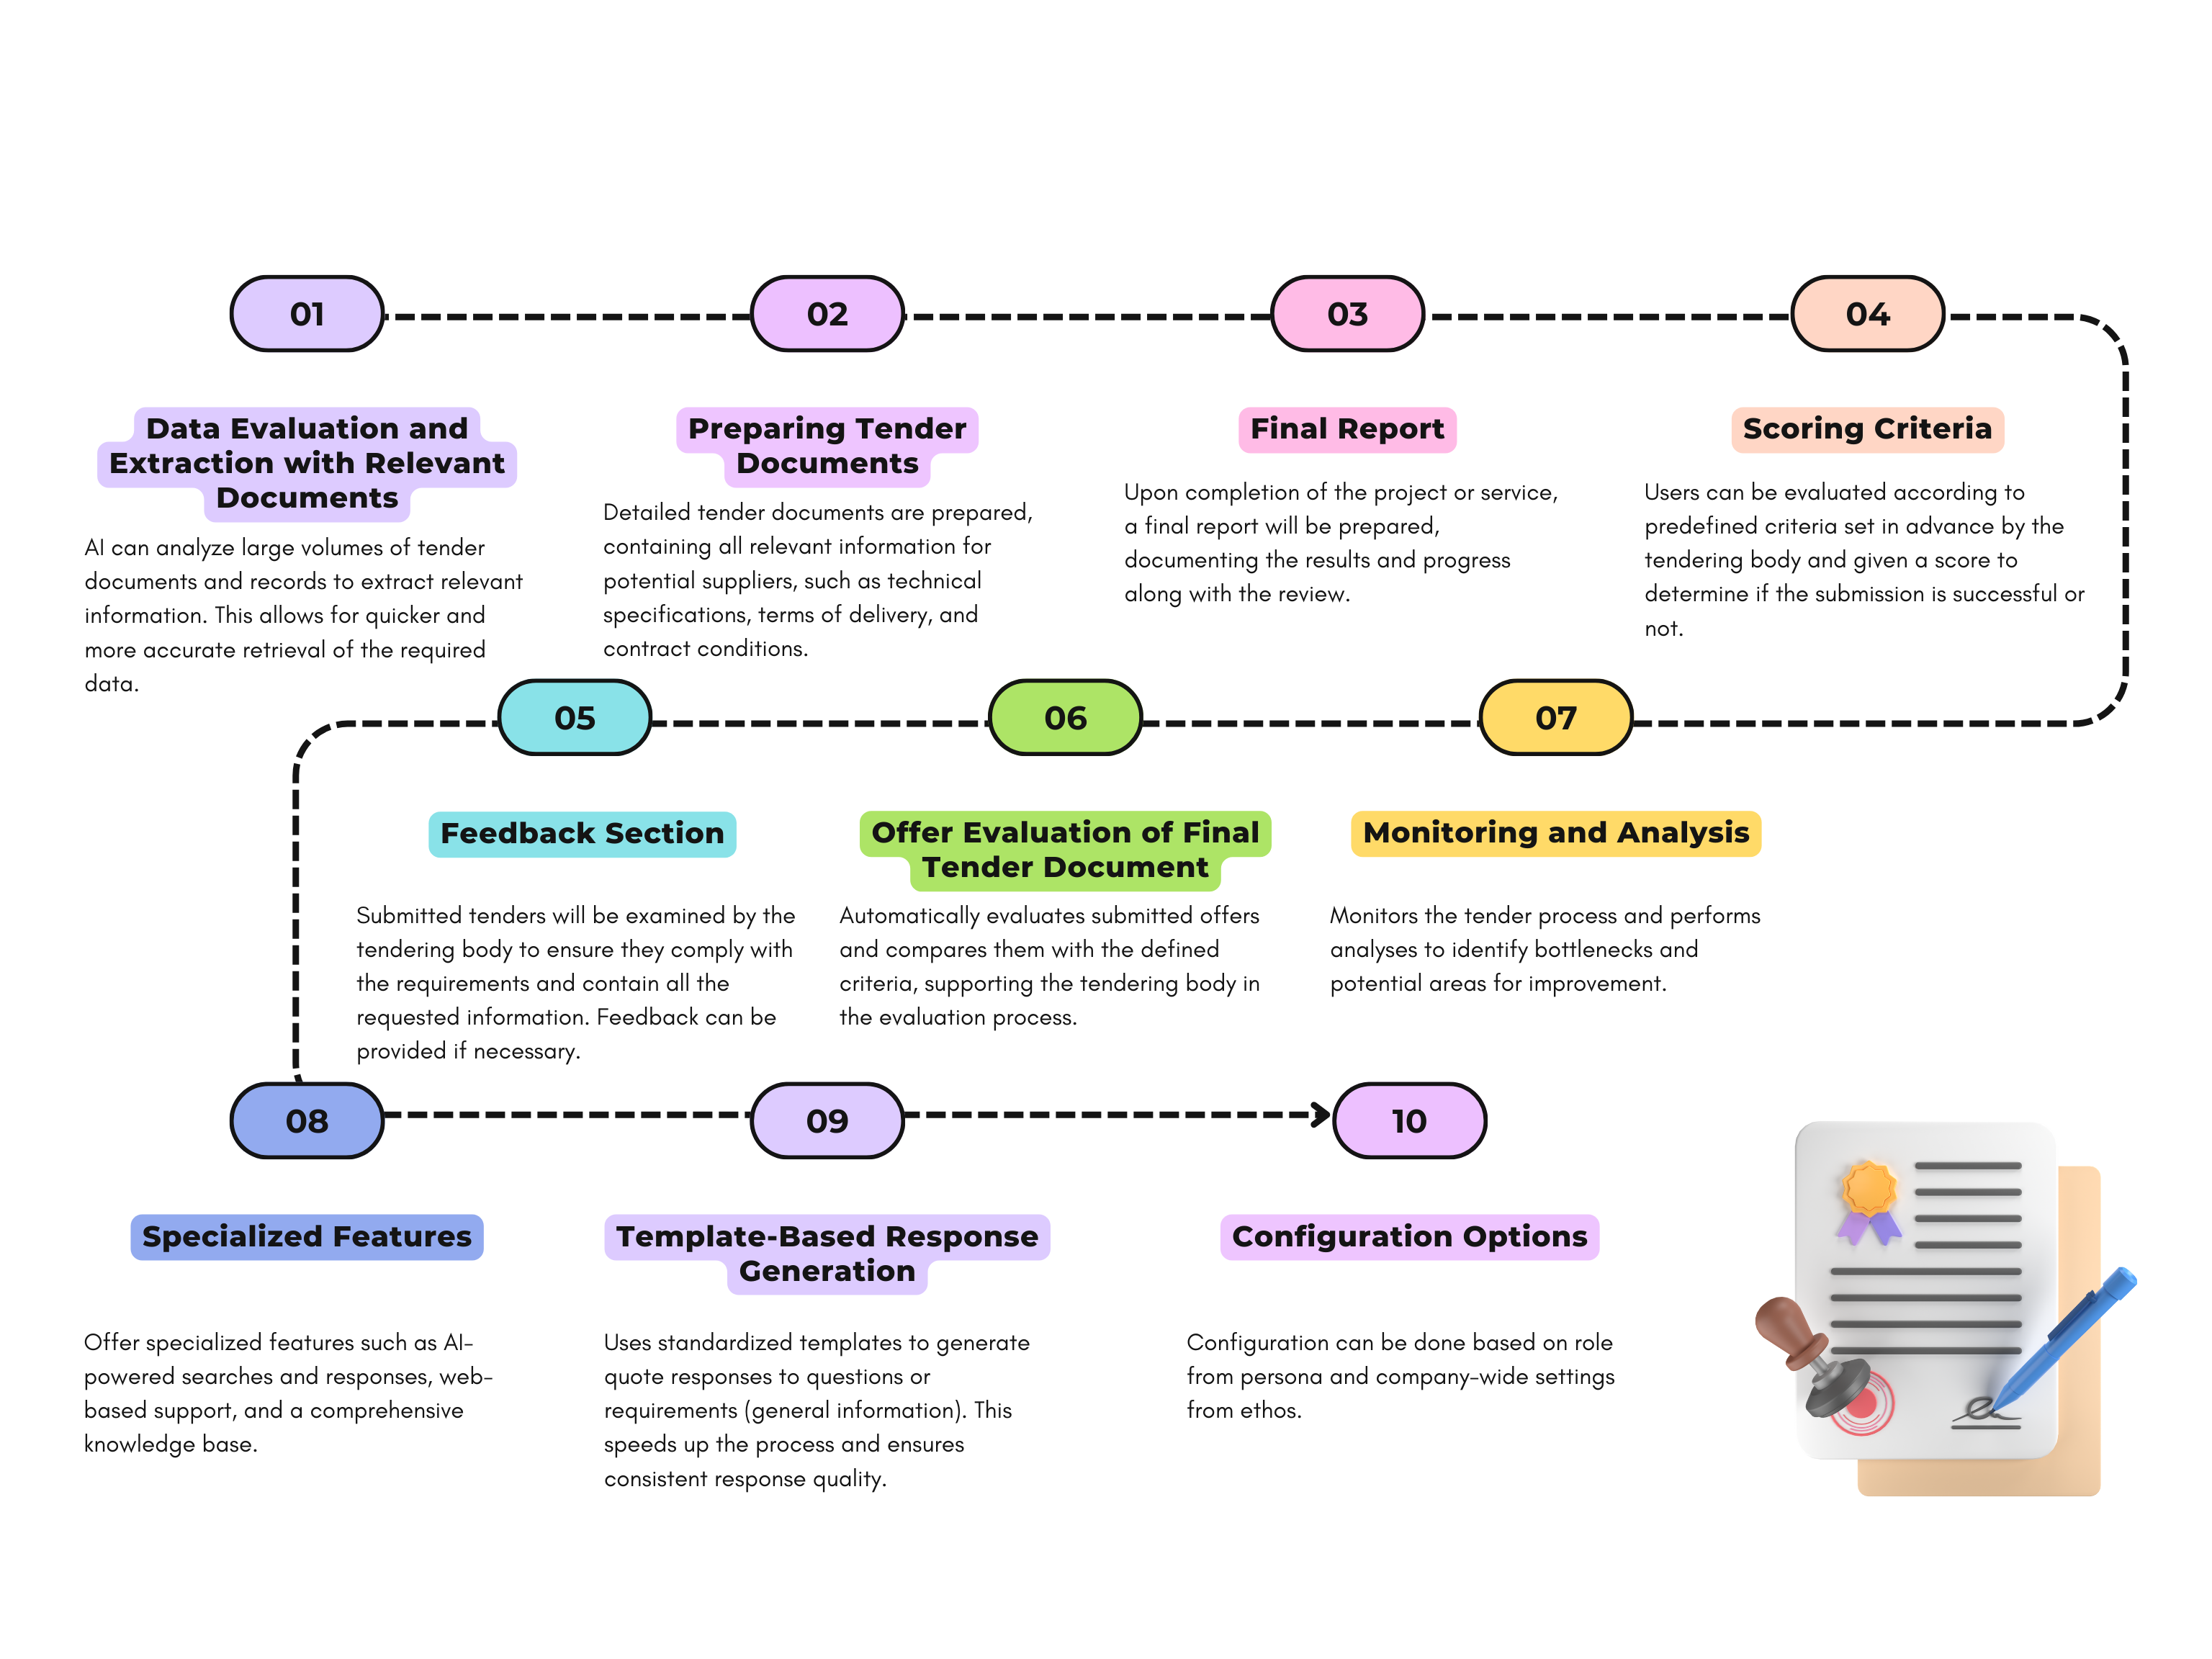 01
Data Evaluation and
Extraction with Relevant
Documents
AI can analyze large volumes of tender
documents and records to extract relevant
information. This allows for quicker and
more accurate retrieval of the required
data.
02
Preparing Tender
Documents
Detailed tender documents are prepared,
containing all relevant information for
potential suppliers, such as technical
specifications, terms of delivery, and
contract conditions.
03
Final Report
Upon completion of the project or service,
a final report will be prepared,
documenting the results and progress
along with the review.
04
Scoring Criteria
Users can be evaluated according to
predefined criteria set in advance by the
tendering body and given a score to
determine if the submission is successful or
not.
05
Feedback Section
Submitted tenders will be examined by the
tendering body to ensure they comply with
the requirements and contain all the
requested information. Feedback can be
provided if necessary.
06
Offer Evaluation of Final
Tender Document
Automatically evaluates submitted offers
and compares them with the defined
criteria, supporting the tendering body in
the evaluation process.
07
Monitoring and Analysis
Monitors the tender process and performs
analyses to identify bottlenecks and
potential areas for improvement.
08
Specialized Features
Offer specialized features such as AI-
powered searches and responses, web-
based support, and a comprehensive
knowledge base.
09
Template-Based Response
Generation
Uses standardized templates to generate
quote responses to questions or
requirements (general information). This
speeds up the process and ensures
consistent response quality.
10
Configuration Options
Configuration can be done based on role
from persona and company-wide settings
from ethos.